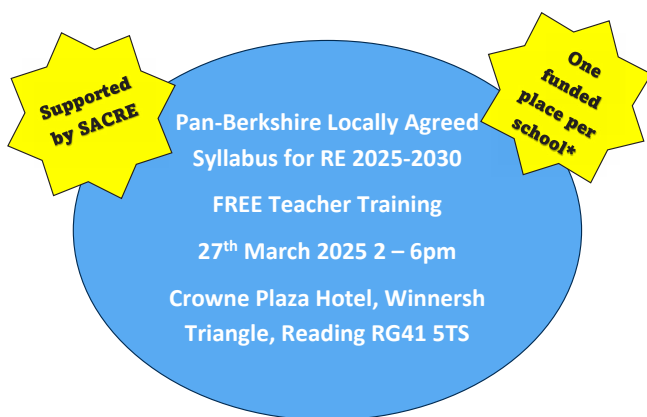 Supported
by SACRE
One
funded
place per
school*
Pan-Berkshire Locally Agreed
Syllabus for RE 2025-2030
FREE Teacher Training
27th March 2025 2 – 6pm
Crowne Plaza Hotel, Winnersh
Triangle, Reading RG41 5TS